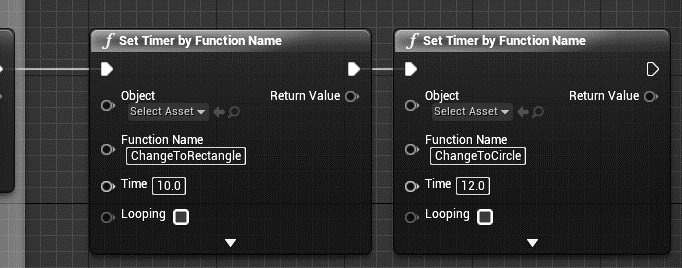 f Set Timer by Function Name
Object
Select Asset
Return Value
Function Name
ChangeToRectangle
Time 10.0
Looping
f Set Timer by Function Name
Object
Select Asset
Return Value
Function Name
ChangeToCircle
Time 12.0
Looping